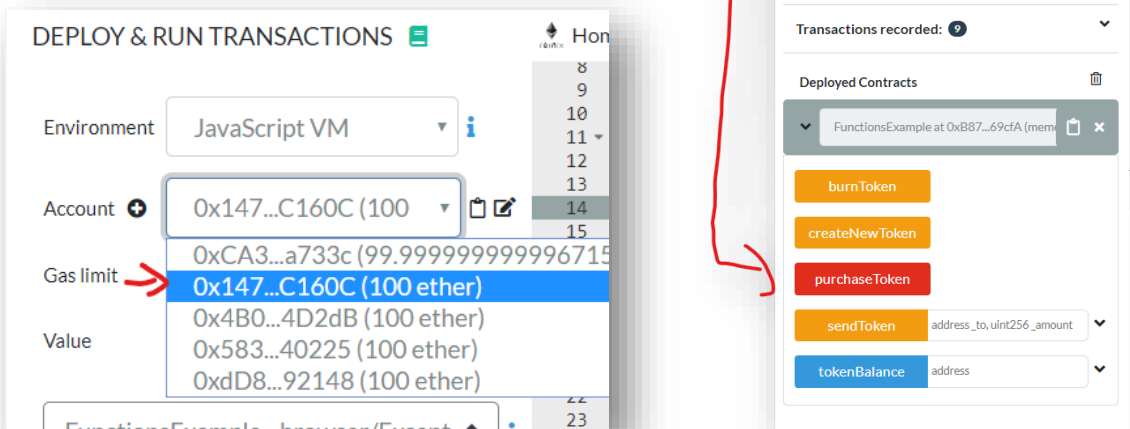 DEPLOY & RUN TRANSACTIONS
Environment
JavaScript VM
Account
0x147...C160C (100
0xCA3...a733c (99.9999999999996715
Gas limit
0x147...C160C (100 ether)
0x4B0...4D2dB (100 ether)
Value
0x583...40225 (100 ether)
0xdD8...92148 (100 ether)
Hom
8
9
10
11
12
13
14
15
22
23
Transactions recorded: 9
Deployed Contracts
FunctionsExample at 0xB87...69cfA (memo
burnToken
createNewToken
purchaseToken
sendToken address _to, uint256 _amount
tokenBalance address